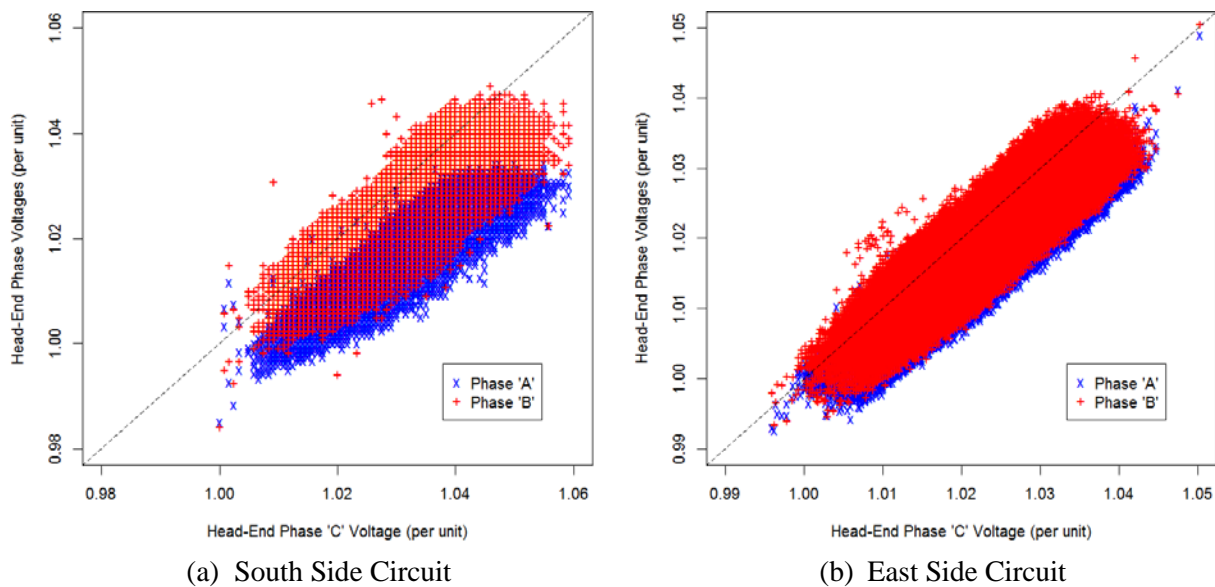 1.06
1.04
1.02
1.00
0.98
Head-End Phase Voltages (per unit)
x Phase 'A'
+ Phase 'B'
0.98 1.00 1.02 1.04 1.06
Head-End Phase 'C' Voltage (per unit)
(a) South Side Circuit
1.05
1.04
1.03
1.02
1.01
1.00
0.99
Head-End Phase Voltages (per unit)
x Phase 'A'
+ Phase 'B'
0.99 1.00 1.01 1.02 1.03 1.04 1.05
Head-End Phase 'C' Voltage (per unit)
(b) East Side Circuit